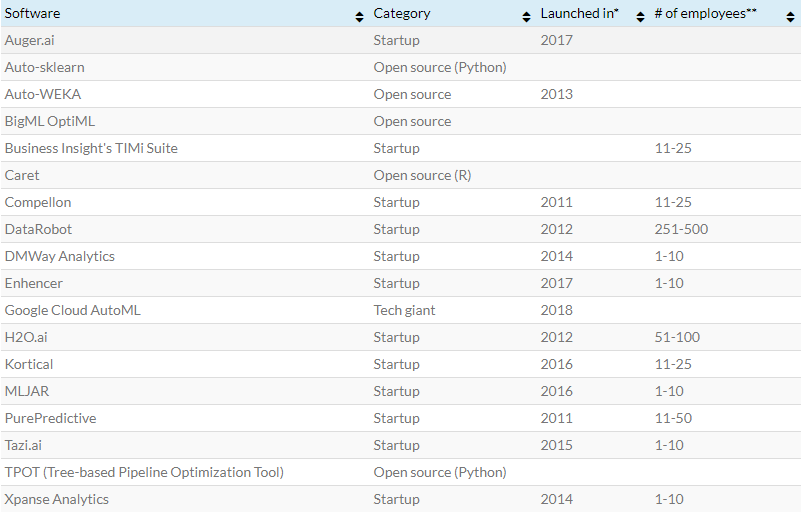 Software Category Launched in* # of employees**
Auger.ai Startup 2017
Auto-sklearn Open source (Python)
Auto-WEKA Open source 2013
BigML OptiML Open source
Business Insight's TIMi Suite Startup 11-25
Caret Open source (R)
Compellon Startup 2011 11-25
DataRobot Startup 2012 251-500
DMWay Analytics Startup 2014 1-10
Enhencer Startup 2017 1-10
Google Cloud AutoML Tech giant 2018
H2O.ai Startup 2012 51-100
Kortical Startup 2016 11-25
MLJAR Startup 2016 1-10
PurePredictive Startup 2011 11-50
Tazi.ai Startup 2015 1-10
TPOT (Tree-based Pipeline Optimization Tool) Open source (Python)
Xpanse Analytics Startup 2014 1-10